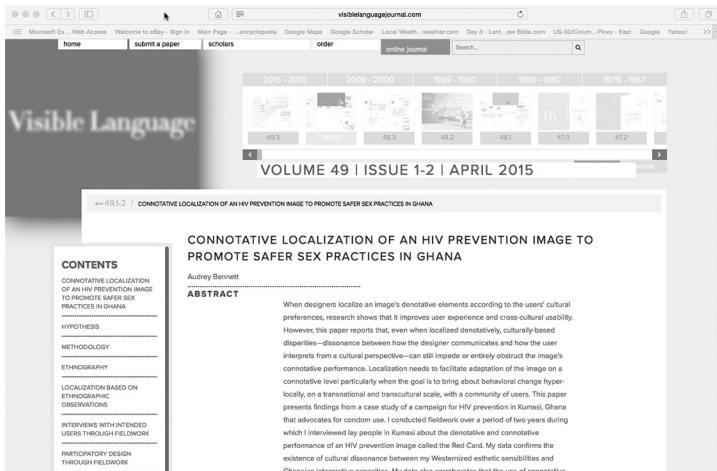 visiblelanguagejournal.com
Microsoft Ex... Web Access Welcome to eBay - Sign in Main Page - ...ancyclopedia Google Maps Google Scholar Local Weath...weather.com Day 3 - Lent...ew Bible.com US-50/Colum...Pkwy - East Google Yahoo! >>
home submit a paper scholars order online journal Search...
2015 - 2010 2009 - 2000 1999 - 1990 1989 - 1980 1979 - 1967
Visible Language
49.3 49.1-2 48.3 48.2 48.1 47.3 47.2
VOLUME 49 | ISSUE 1-2 | APRIL 2015
49.1-2 / CONNOTATIVE LOCALIZATION OF AN HIV PREVENTION IMAGE TO PROMOTE SAFER SEX PRACTICES IN GHANA
CONTENTS
CONNOTATIVE LOCALIZATION
OF AN HIV PREVENTION IMAGE
TO PROMOTE SAFER SEX
PRACTICES IN GHANA
HYPOTHESIS
METHODOLOGY
ETHNOGRAPHY
LOCALIZATION BASED ON
ETHNOGRAPHIC
OBSERVATIONS
INTERVIEWS WITH INTENDED
USERS THROUGH FIELDWORK
PARTICIPATORY DESIGN
THROUGH FIELDWORK
CONNOTATIVE LOCALIZATION OF AN HIV PREVENTION IMAGE TO
PROMOTE SAFER SEX PRACTICES IN GHANA
Audrey Bennett
ABSTRACT
When designers localize an image's denotative elements according to the users' cultural
preferences, research shows that it improves user experience and cross-cultural usability.
However, this paper reports that, even when localized denotatively, culturally-based
disparities—dissonance between how the designer communicates and how the user
interprets from a cultural perspective—can still impede or entirely obstruct the image's
connotative performance. Localization needs to facilitate adaptation of the image on a
connotative level particularly when the goal is to bring about behavioral change hyper-
locally, on a transnational and transcultural scale, with a community of users. This paper
presents findings from a case study of a campaign for HIV prevention in Kumasi, Ghana
that advocates for condom use. I conducted fieldwork over a period of two years during
which I interviewed lay people in Kumasi about the denotative and connotative
performance of an HIV prevention image called the Red Card. My data confirms the
existence of cultural dissonance between my Westernized esthetic sensibilities and